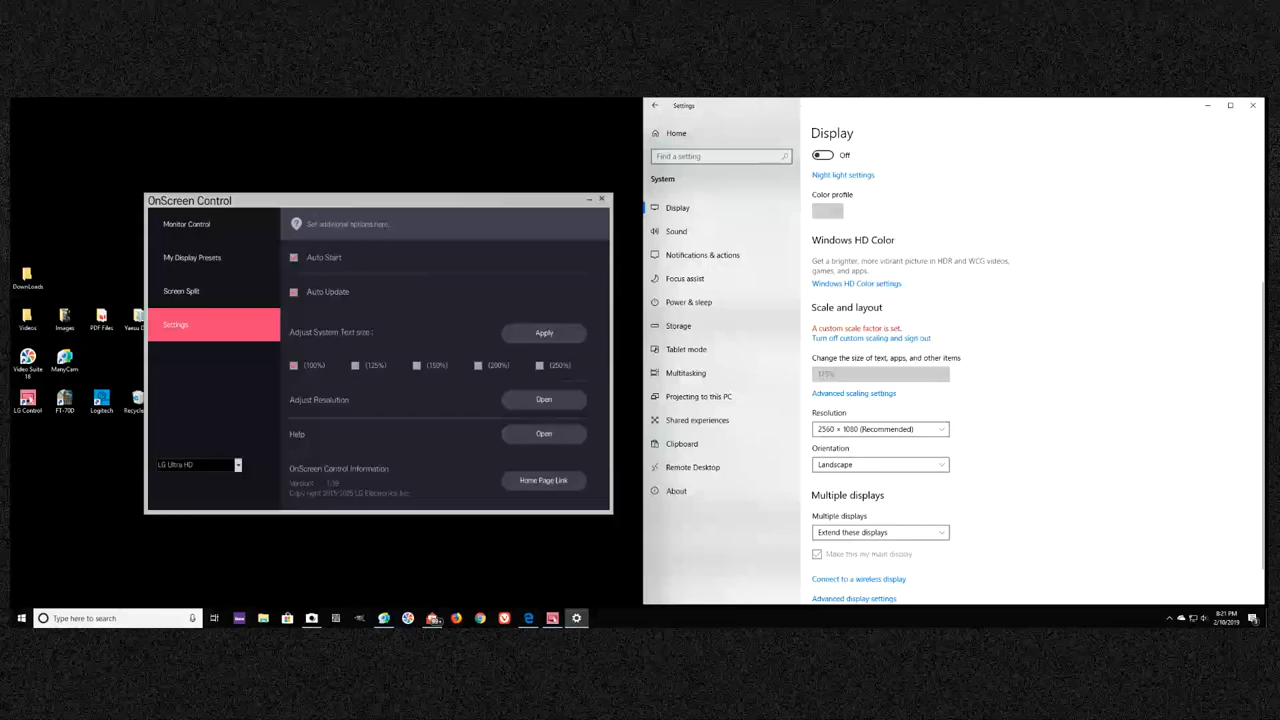 DownLoads
Videos
Images
PDF Files
Yaesu
Video Suite
18
ManyCam
LG Control
FT-70D
Logitech
Recycle
OnScreen Control
Monitor Control
My Display Presets
Screen Split
Settings
LG Ultra HD
Set additional options here.
Auto Start
Auto Update
Adjust System Text size :
Apply
(100%)
(125%)
(150%)
(200%)
(250%)
Adjust Resolution
Open
Help
Open
OnScreen Control Information
Version
Home Page Link
Settings
Home
Find a setting
System
Display
Sound
Notifications & actions
Focus assist
Power & sleep
Storage
Tablet mode
Multitasking
Projecting to this PC
Shared experiences
Clipboard
Remote Desktop
About
Display
Off
Night light settings
Color profile
Windows HD Color
Get a brighter, more vibrant picture in HDR and WCG videos,
games, and apps.
Windows HD Color settings
Scale and layout
A custom scale factor is set.
Turn off custom scaling and sign out
Change the size of text, apps, and other items
125%
Advanced scaling settings
Resolution
2560 × 1080 (Recommended)
Orientation
Landscape
Multiple displays
Multiple displays
Extend these displays
Make this my main display
Connect to a wireless display
Advanced display settings
Type here to search
8:21 PM
2/10/2019